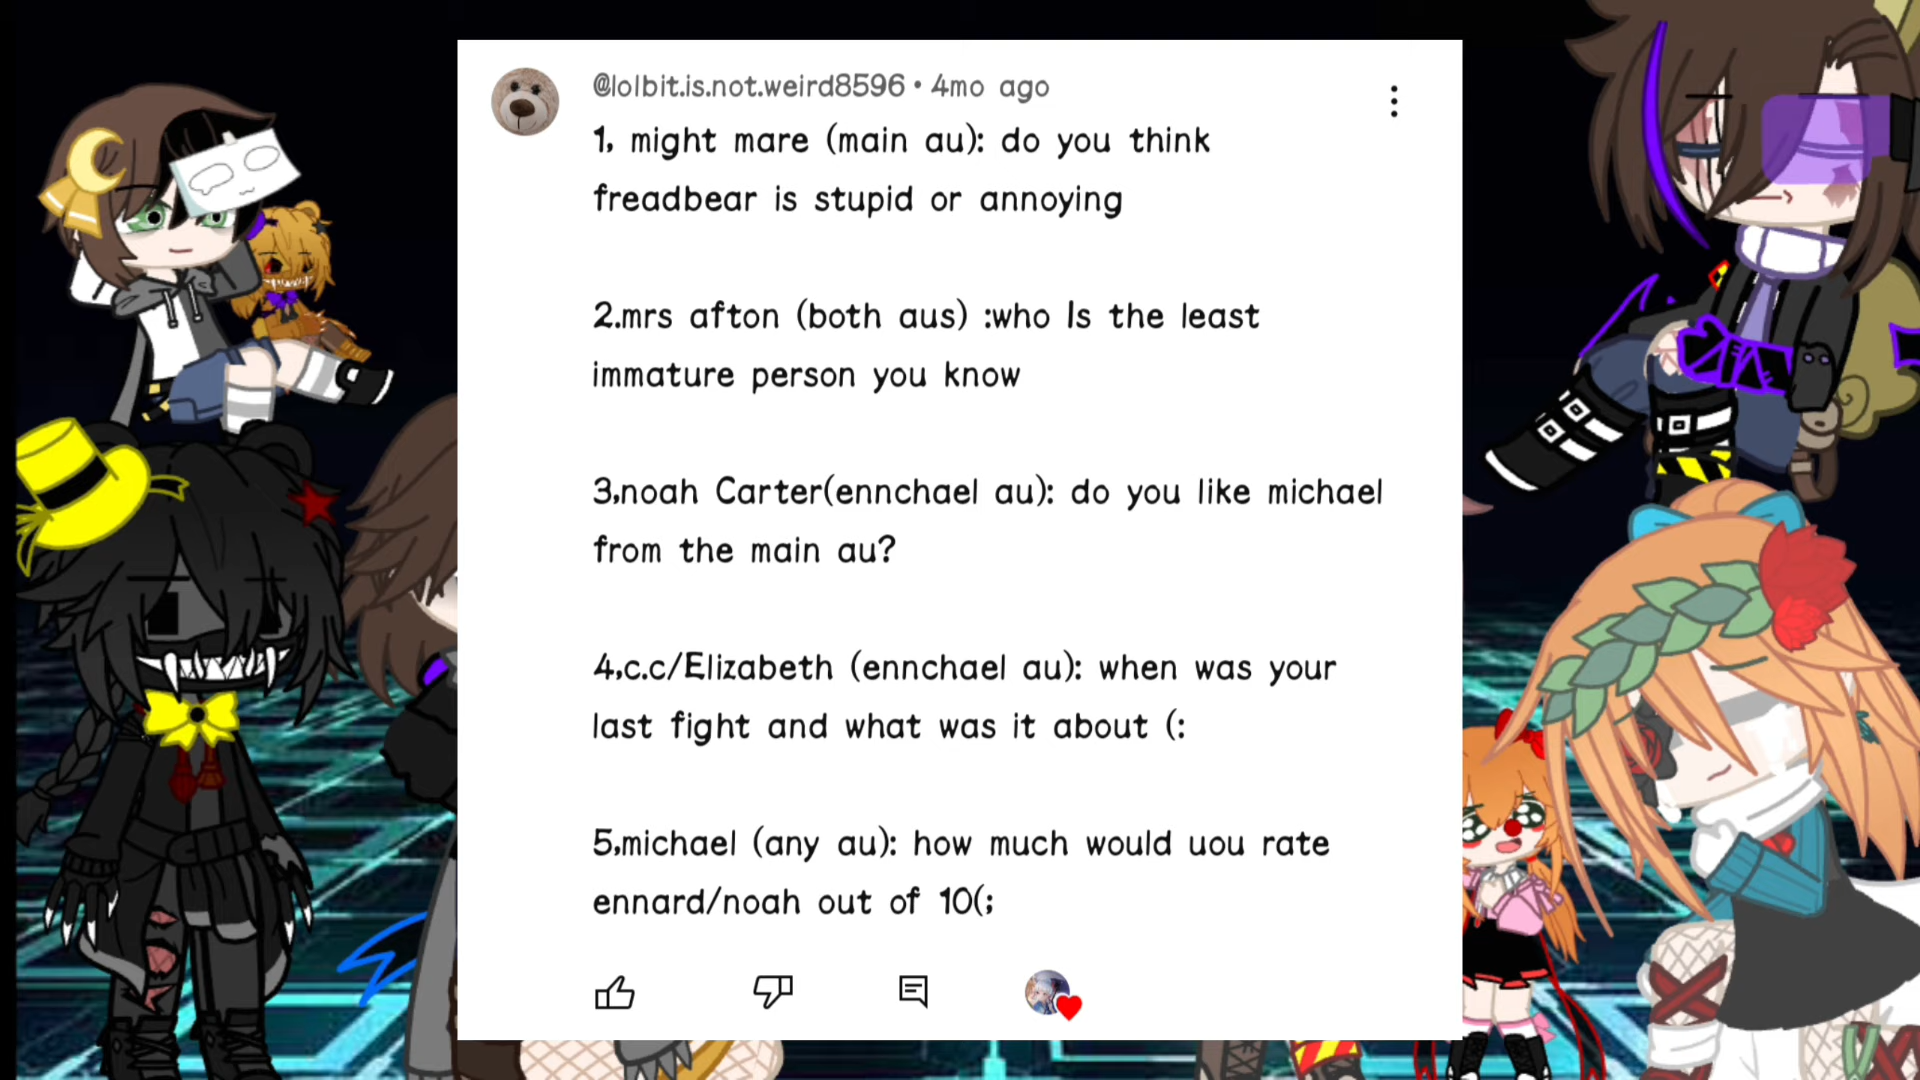 @lolbit.is.not.weird8596 • 4mo ago
1, might mare (main au): do you think
freadbear is stupid or annoying
2.mrs afton (both aus) :who Is the least
immature person you know
3,noah Carter(ennchael au): do you like michael
from the main au?
4,c.c/Elizabeth (ennchael au): when was your
last fight and what was it about (:
5,michael (any au): how much would uou rate
ennard/noah out of 10(;